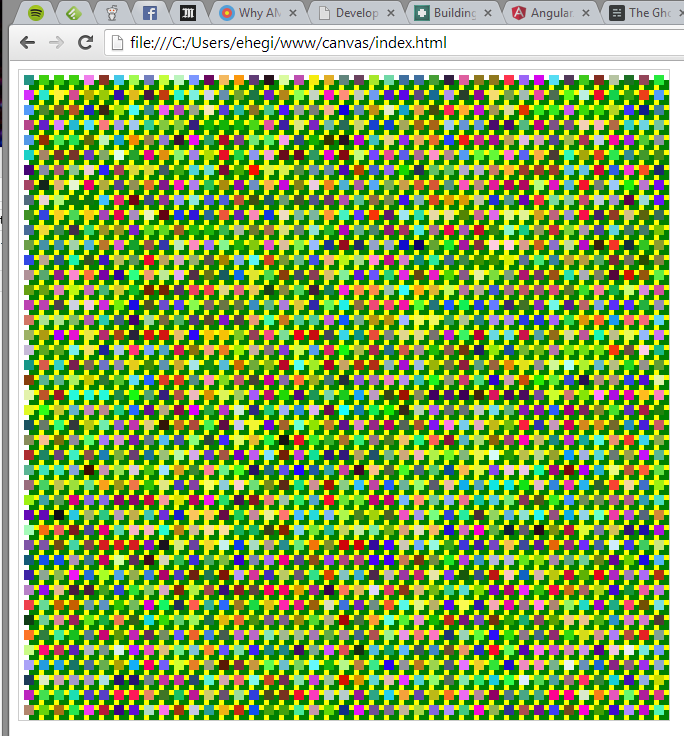 Why AM
Develop
Building
Angular
The Gho
file:///C:/Users/ehegi/www/canvas/index.html